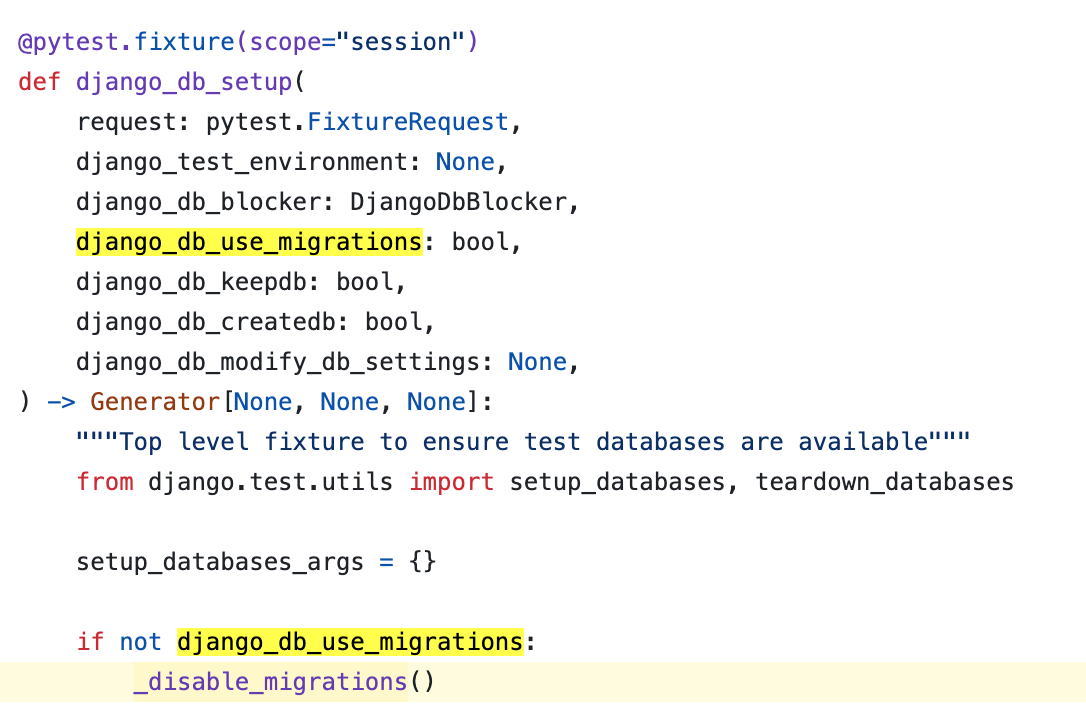 @pytest.fixture(scope="session")
def django_db_setup(
    request: pytest.FixtureRequest,
    django_test_environment: None,
    django_db_blocker: DjangoDbBlocker,
    django_db_use_migrations: bool,
    django_db_keepdb: bool,
    django_db_createdb: bool,
    django_db_modify_db_settings: None,
) -> Generator[None, None, None]:
    """Top level fixture to ensure test databases are available"""
    from django.test.utils import setup_databases, teardown_databases

    setup_databases_args = {}

    if not django_db_use_migrations:
        _disable_migrations()